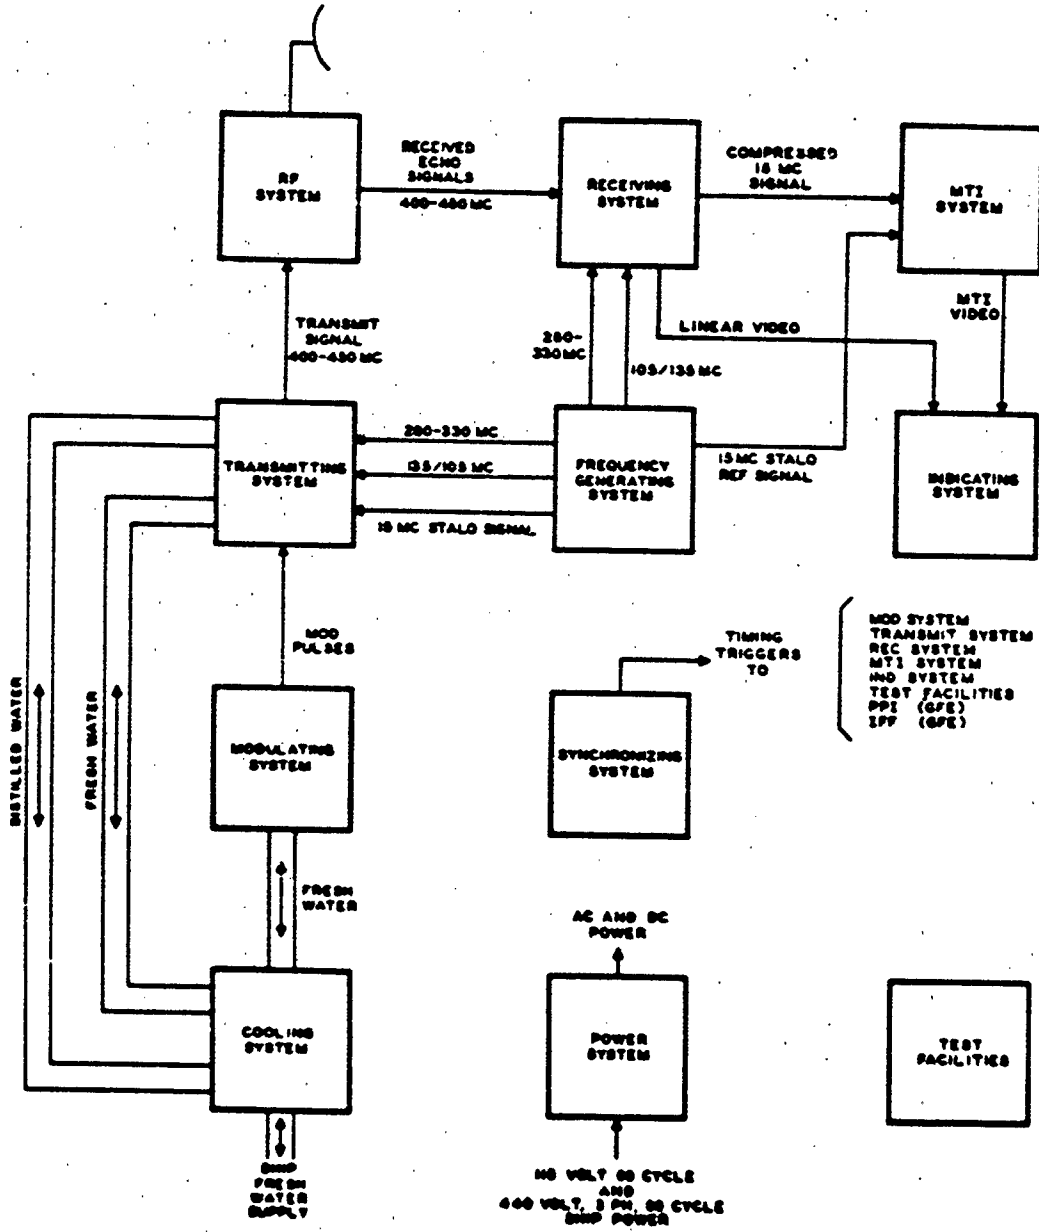 RF
SYSTEM
RECEIVED
ECHO
SIGNALS
400-450 MC
RECEIVING
SYSTEM
COMPRESSED
15 MC
SIGNAL
MTI
SYSTEM
TRANSMIT
SIGNAL
400-450 MC
280-
330 MC
105/135 MC
LINEAR VIDEO
MTI
VIDEO
TRANSMITTING
SYSTEM
280-330 MC
135/105 MC
15 MC STALO SIGNAL
FREQUENCY
GENERATING
SYSTEM
15 MC STALO
REF SIGNAL
INDICATING
SYSTEM
MOD
PULSES
TIMING
TRIGGERS
TO
MOD SYSTEM
TRANSMIT SYSTEM
REC SYSTEM
MTI SYSTEM
IND SYSTEM
TEST FACILITIES
PPI (GFE)
IFF (GFE)
DISTILLED WATER
FRESH WATER
MODULATING
SYSTEM
SYNCHRONIZING
SYSTEM
FRESH
WATER
AC AND DC
POWER
COOLING
SYSTEM
POWER
SYSTEM
TEST
FACILITIES
SHIP
FRESH
WATER
SUPPLY
VOLT 60 CYCLE
AND
440 VOLT, 3 PH, 60 CYCLE
SHIP POWER